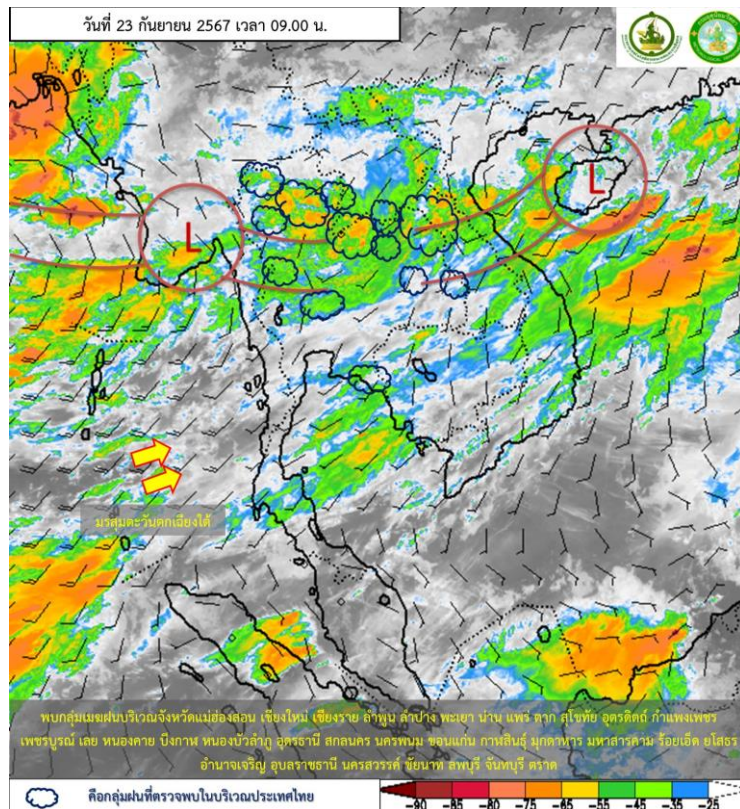 วันที่ 23 กันยายน 2567 เวลา 09.00 น.
L
L
มรสุมตะวันตกเฉียงใต้
พบกลุ่มเมฆฝนบริเวณจังหวัดแม่ฮ่องสอน เชียงใหม่ เชียงราย ลำพูน ลำปาง พะเยา น่าน แพร่ ตาก สุโขทัย อุตรดิตถ์ กำแพงเพชร
เพชรบูรณ์ เลย หนองคาย บึงกาฬ หนองบัวลำภู อุดรธานี สกลนคร นครพนม ขอนแก่น กาฬสินธุ์ มุกดาหาร มหาสารคาม ร้อยเอ็ด ยโสธร
อำนาจเจริญ อุบลราชธานี นครสวรรค์ ชัยนาท ลพบุรี จันทบุรี ตราด
คือกลุ่มฝนที่ตรวจพบในบริเวณประเทศไทย
-90 -85 -80 -75 -65 -55 -45 -35 -25